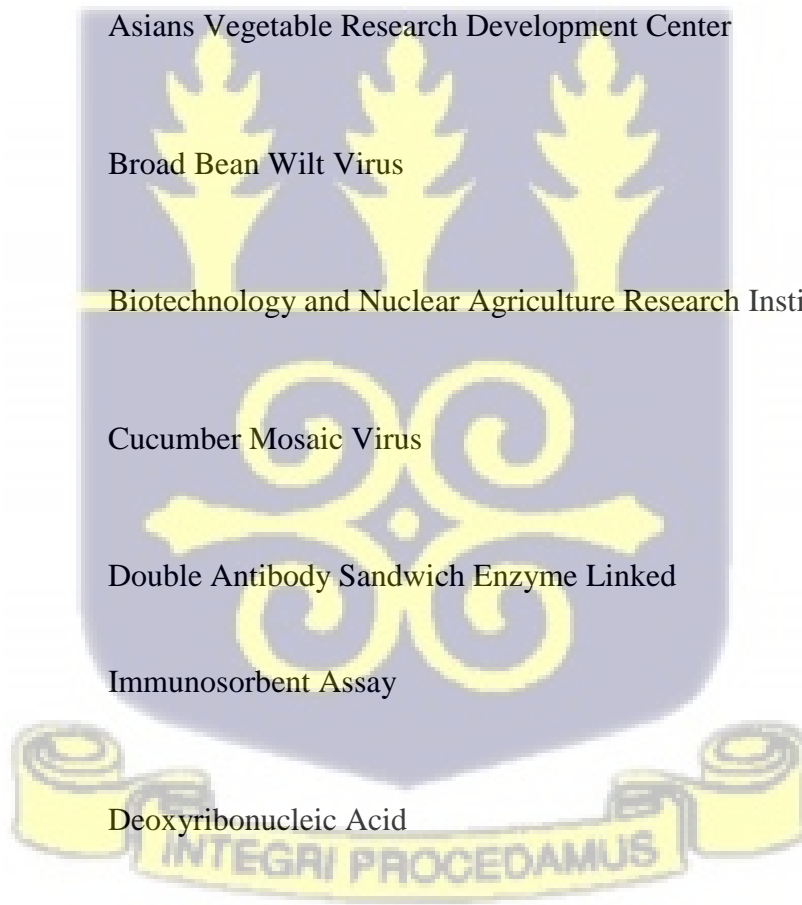 Asians Vegetable Research Development Center
Broad Bean Wilt Virus
Biotechnology and Nuclear Agriculture Research
Cucumber Mosaic Virus
Double Antibody Sandwich Enzyme Linked
Immunosorbent Assay
Deoxyribonucleic Acid
INTEGRI PROCEDAMUS